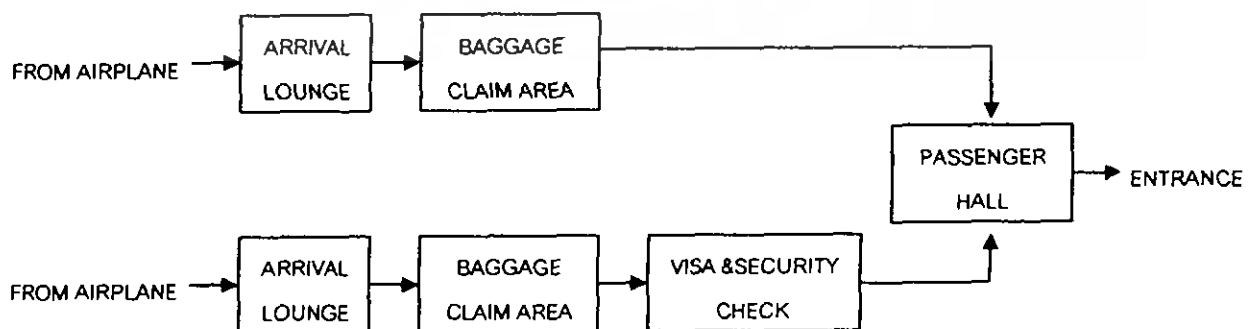 FROM AIRPLANE
ARRIVAL
LOUNGE
BAGGAGE
CLAIM AREA
PASSENGER
HALL
ENTRANCE
FROM AIRPLANE
ARRIVAL
LOUNGE
BAGGAGE
CLAIM AREA
VISA &SECURITY
CHECK